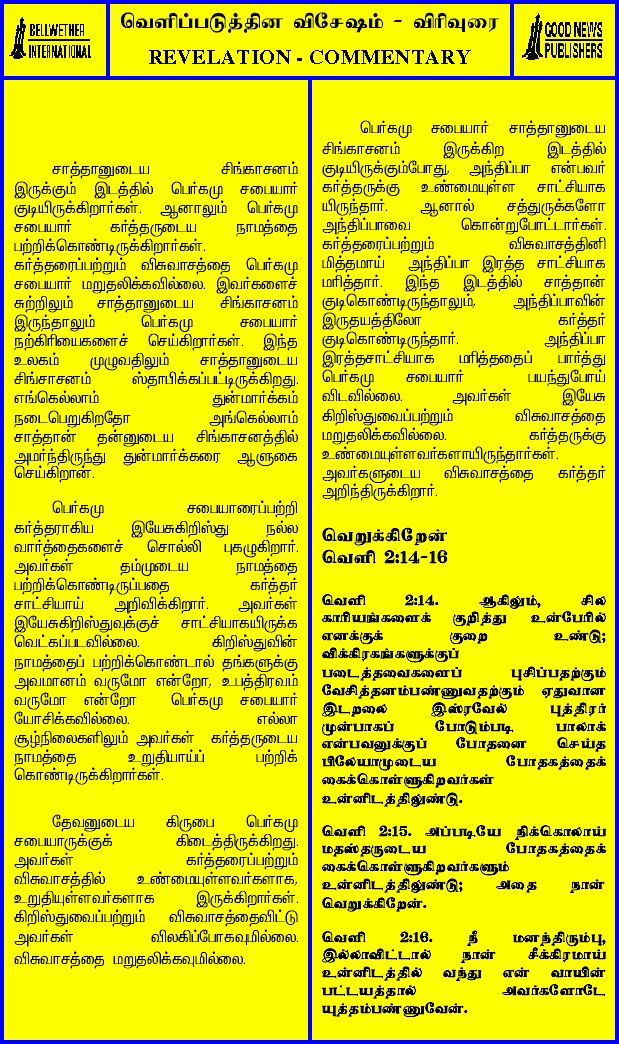 BELLWETHER
INTERNATIONAL
வெளிப்படுத்தின விசேஷம் - விரிவுரை
REVELATION - COMMENTARY
GOOD NEWS
PUBLISHERS
சாத்தானுடைய சிங்காசனம்
இருக்கும் இடத்தில் பெர்கமு சபையார்
குடியிருக்கிறார்கள். ஆனாலும் பெர்கமு
சபையார் கர்த்தருடைய நாமத்தை
பற்றிக்கொண்டிருக்கிறார்கள்.
கர்த்தரைப்பற்றும் விசுவாசத்தை பெர்கமு
சபையார் மறுதலிக்கவில்லை. இவர்களைச்
சுற்றிலும் சாத்தானுடைய சிங்காசனம்
இருந்தாலும் பெர்கமு சபையார்
நற்கிரியைகளைச் செய்கிறார்கள். இந்த
உலகம் முழுவதிலும் சாத்தானுடைய
சிங்சாசனம் ஸ்தாபிக்கப்பட்டிருக்கிறது.
எங்கெல்லாம் துன்மார்க்கம்
நடைபெறுகிறதோ அங்கெல்லாம்
சாத்தான் தன்னுடைய சிங்காசனத்தில்
அமர்ந்திருந்து துன்மார்க்கரை ஆளுகை
செய்கிறான்.
பெர்கமு சபையாரைப்பற்றி
கர்த்தராகிய இயேசுகிறிஸ்து நல்ல
வார்த்தைகளைச் சொல்லி புகழுகிறார்.
அவர்கள் தம்முடைய நாமத்தை
பற்றிக்கொண்டிருப்பதை கர்த்தர்
சாட்சியாய் அறிவிக்கிறார். அவர்கள்
இயேசுகிறிஸ்துவுக்குச் சாட்சியாகயிருக்க
வெட்கப்படவில்லை. கிறிஸ்துவின்
நாமத்தைப் பற்றிக்கொண்டால் தங்களுக்கு
அவமானம் வருமோ என்றோ, உபத்திரவம்
வருமோ என்றோ பெர்கமு சபையார்
யோசிக்கவில்லை. எல்லா
சூழ்நிலைகளிலும் அவர்கள் கர்த்தருடைய
நாமத்தை உறுதியாய்ப் பற்றிக்
கொண்டிருக்கிறார்கள்.
தேவனுடைய கிருபை பெர்கமு
சபையாருக்குக் கிடைத்திருக்கிறது.
அவர்கள் கர்த்தரைப்பற்றும்
விசுவாசத்தில் உண்மையுள்ளவர்களாக,
உறுதியுள்ளவர்களாக இருக்கிறார்கள்.
கிறிஸ்துவைப்பற்றும் விசுவாசத்தைவிட்டு
அவர்கள் விலகிப்போகவுமில்லை.
விசுவாசத்தை மறுதலிக்கவுமில்லை.
பெர்கமு சபையார் சாத்தானுடைய
சிங்காசனம் இருக்கிற இடத்தில்
குடியிருக்கும்போது, அந்திப்பா என்பவர்
கர்த்தருக்கு உண்மையுள்ள சாட்சியாக
யிருந்தார். ஆனால் சத்துருக்களோ
அந்திப்பாவை கொன்றுபோட்டார்கள்.
கர்த்தரைப்பற்றும் விசுவாசத்தினி
மித்தமாய் அந்திப்பா இரத்த சாட்சியாக
மரித்தார். இந்த இடத்தில் சாத்தான்
குடிகொண்டிருந்தாலும், அந்திப்பாவின்
இருதயத்திலோ கர்த்தர்
குடிகொண்டிருந்தார். அந்திப்பா
இரத்தசாட்சியாக மரித்ததைப் பார்த்து
பெர்கமு சபையார் பயந்துபோய்
விடவில்லை. அவர்கள் இயேசு
கிறிஸ்துவைப்பற்றும் விசுவாசத்தை
மறுதலிக்கவில்லை. கர்த்தருக்கு
உண்மையுள்ளவர்களாயிருந்தார்கள்.
அவர்களுடைய விசுவாசத்தை கர்த்தர்
அறிந்திருக்கிறார்.
வெறுக்கிறேன்
வெளி 2:14-16
வெளி 2:14. ஆகிலும், சில
காரியங்களைக் குறித்து உன்பேரில்
எனக்குக் குறை உண்டு;
விக்கிரகங்களுக்குப்
படைத்தவைகளைப் புசிப்பதற்கும்
வேசித்தனம்பண்ணுவதற்கும் ஏதுவான
இடறலை இஸ்ரவேல் புத்திரர்
முன்பாகப் போடும்படி பாலாக்
என்பவனுக்குப் போதனை செய்த
பிலேயாமுடைய போதகத்தைக்
கைக்கொள்ளுகிறவர்கள்
உன்னிடத்திலுண்டு.
வெளி 2:15. அப்படியே நிக்கொலாய்
மதஸ்தருடைய போதகத்தைக்
கைக்கொள்ளுகிறவர்களும்
உன்னிடத்திலுண்டு; அதை நான்
வெறுக்கிறேன்.
வெளி 2:16. நீ மனந்திரும்பு,
இல்லாவிட்டால் நான் சீக்கிரமாய்
உன்னிடத்தில் வந்து என் வாயின்
பட்டயத்தால் அவர்களோடே
யுத்தம்பண்ணுவேன்.